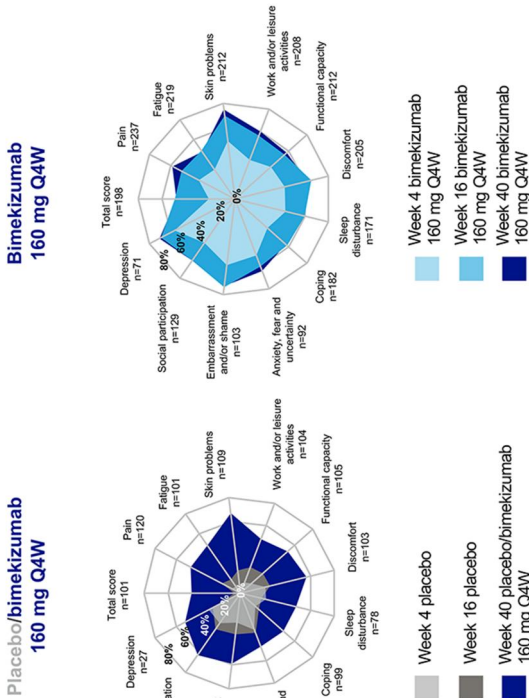 Placebo/bimekizumab
160 mg Q4W
Total score
n=101
Pain
n=120
Fatigue
n=101
Skin problems
n=109
Work and/or leisure
activities
n=104
Functional capacity
n=105
Discomfort
n=103
Sleep
disturbance
n=78
Coping
n=99
nd
ation
Depression
n=27
80%
60%
40%
20%
0%
Week 4 placebo
Week 16 placebo
Week 40 placebo/bimekizumab
160 mg Q4W
Bimekizumab
160 mg Q4W
Total score
n=198
Pain
n=237
Fatigue
n=219
Skin problems
n=212
Work and/or leisure
activities
n=208
Functional capacity
n=212
Discomfort
n=205
Sleep
disturbance
n=171
Coping
n=182
Anxiety, fear and
uncertainty
n=92
Embarrassment
and/or shame
n=103
Social participation
n=129
Depression
n=71
80%
60%
40%
20%
0%
Week 4 bimekizumab
160 mg Q4W
Week 16 bimekizumab
160 mg Q4W
Week 40 bimekizumab
160 mg Q4W